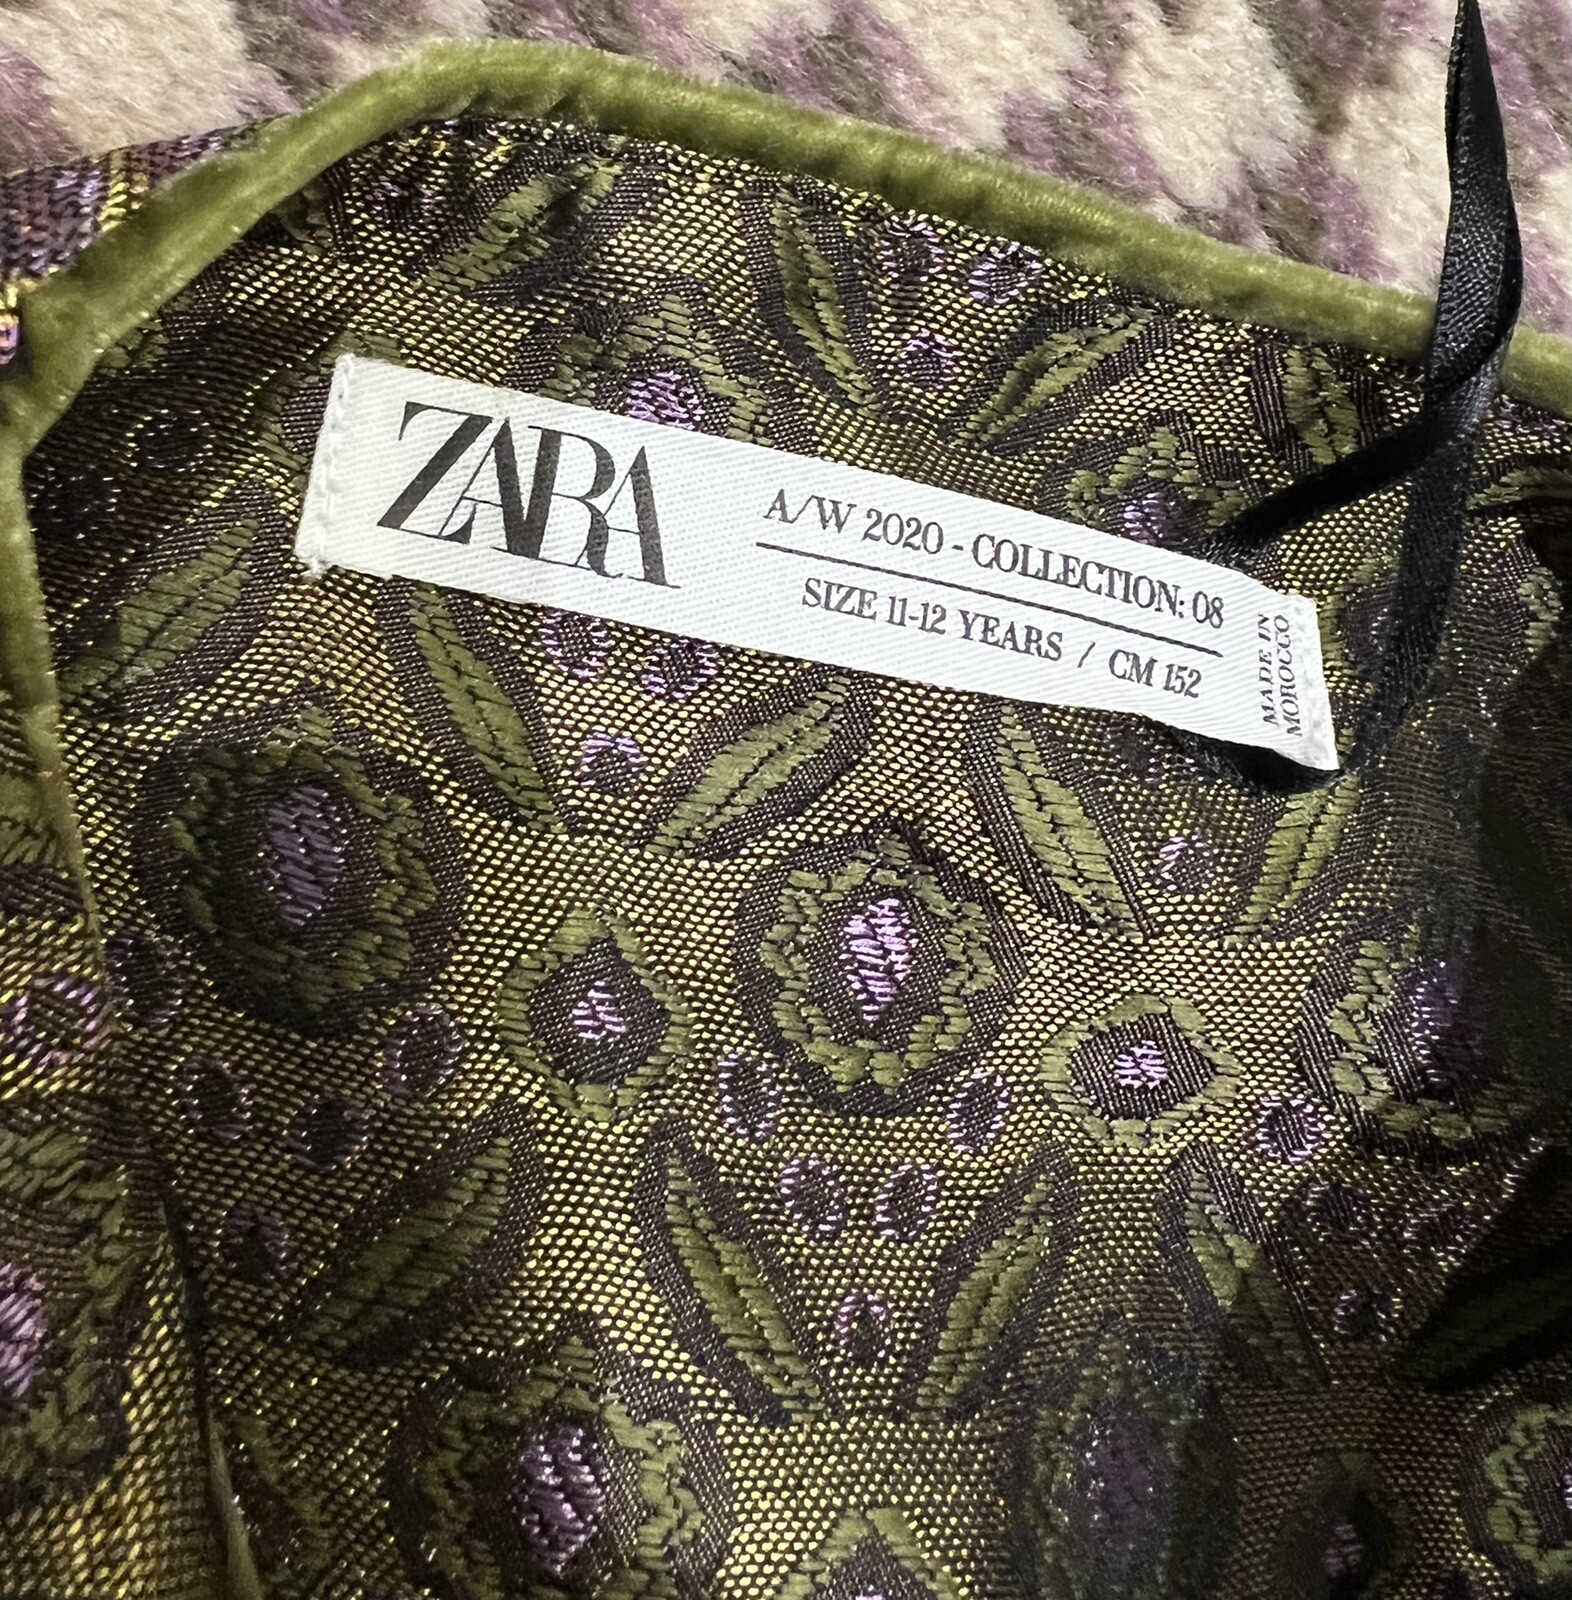 ZARA
A/W 2020 - COLLECTION: 08
SIZE 11-12 YEARS / CM 152
MADE IN
MOROCCO